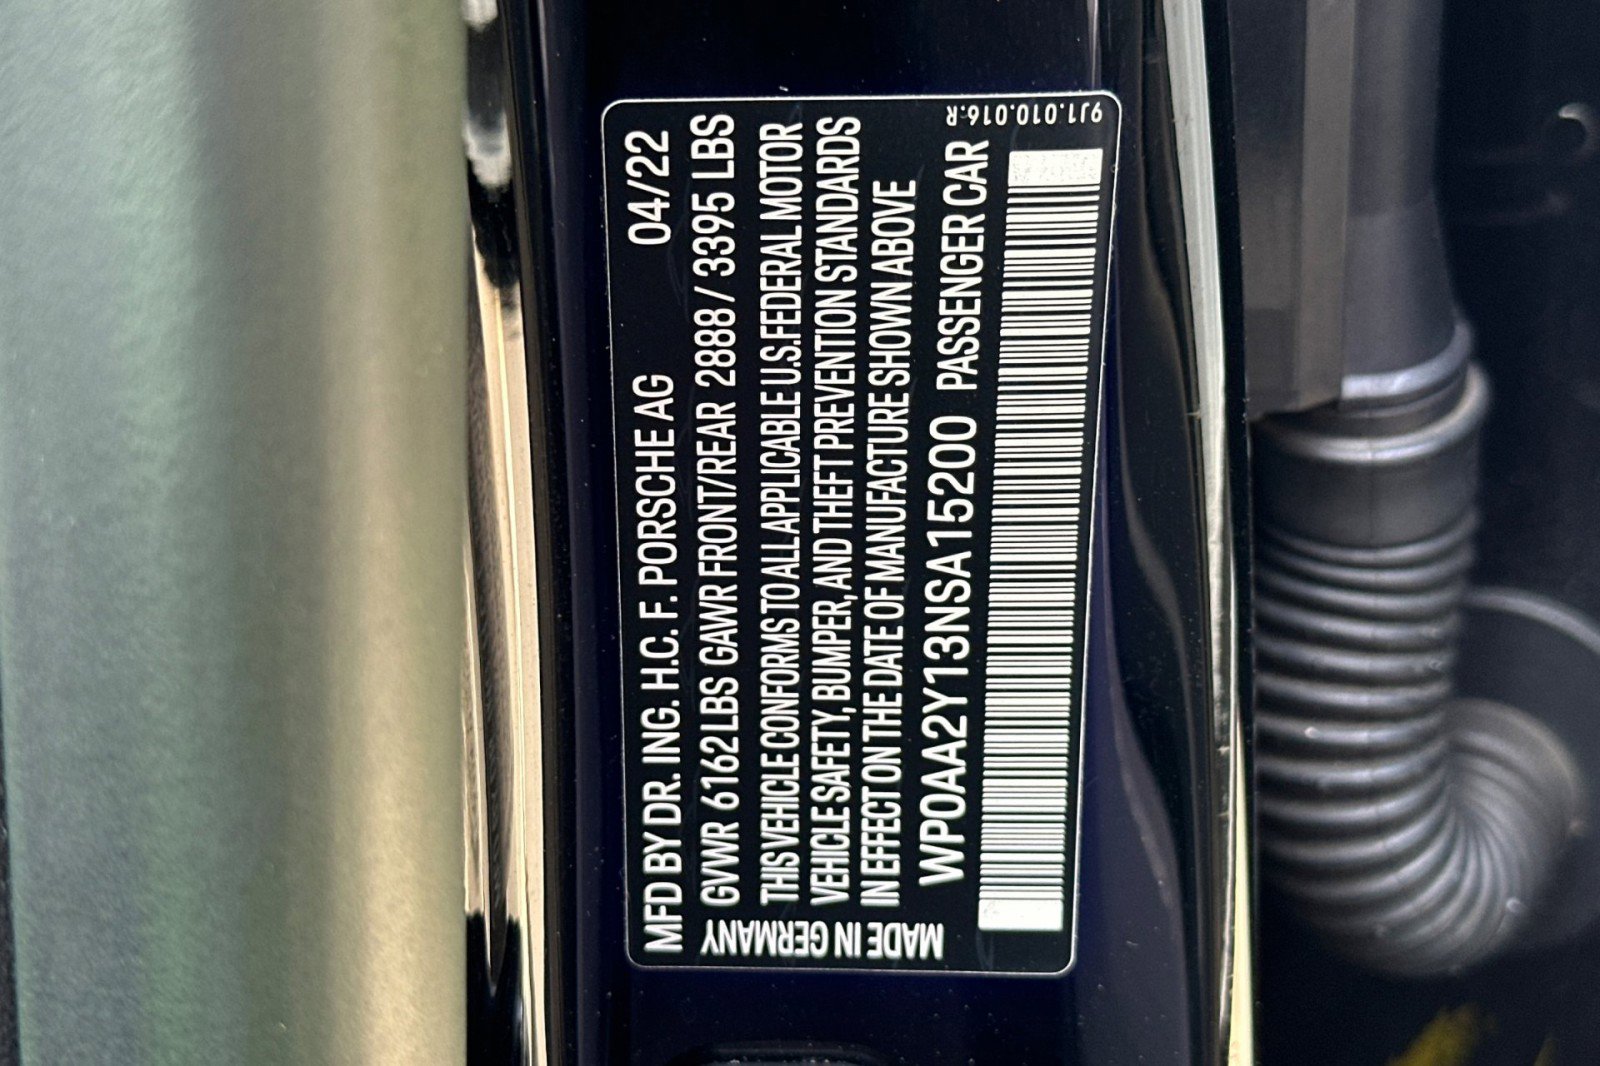 MFD BY DR. ING. H.C. F. PORSCHE AG 04/22
GVWR 6162LBS GAWR FRONT/REAR 2888 / 3395 LBS
THIS VEHICLE CONFORMS TO ALL APPLICABLE U.S.FEDERAL MOTOR
VEHICLE SAFETY, BUMPER, AND THEFT PREVENTION STANDARDS
IN EFFECT ON THE DATE OF MANUFACTURE SHOWN ABOVE
WP0AA2Y13NSA15200 PASSENGER CAR
MADE IN GERMANY
9J1.010.016.R